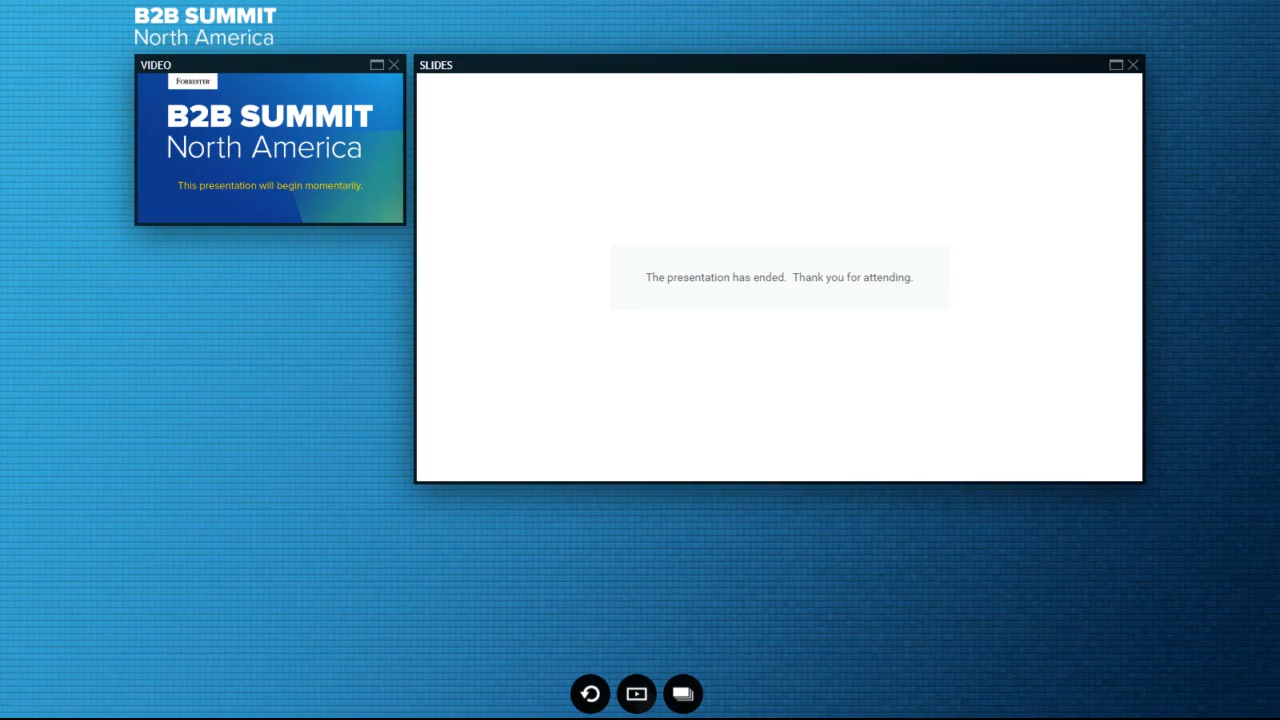 B2B SUMMIT
North America
VIDEO
FORRESTER
B2B SUMMIT
North America
This presentation will begin momentarily.
SLIDES
The presentation has ended. Thank you for attending.